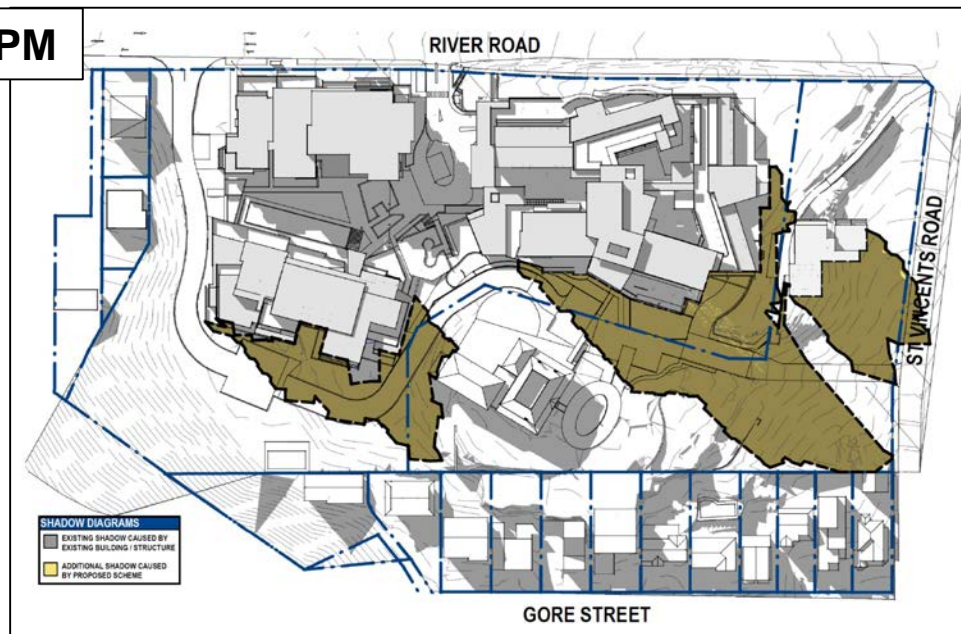 PM
RIVER ROAD
ST VINCENTS ROAD
SHADOW DIAGRAMS
EXISTING SHADOW CAUSED BY
EXISTING BUILDING / STRUCTURE
ADDITIONAL SHADOW CAUSED
BY PROPOSED SCHEME
GORE STREET